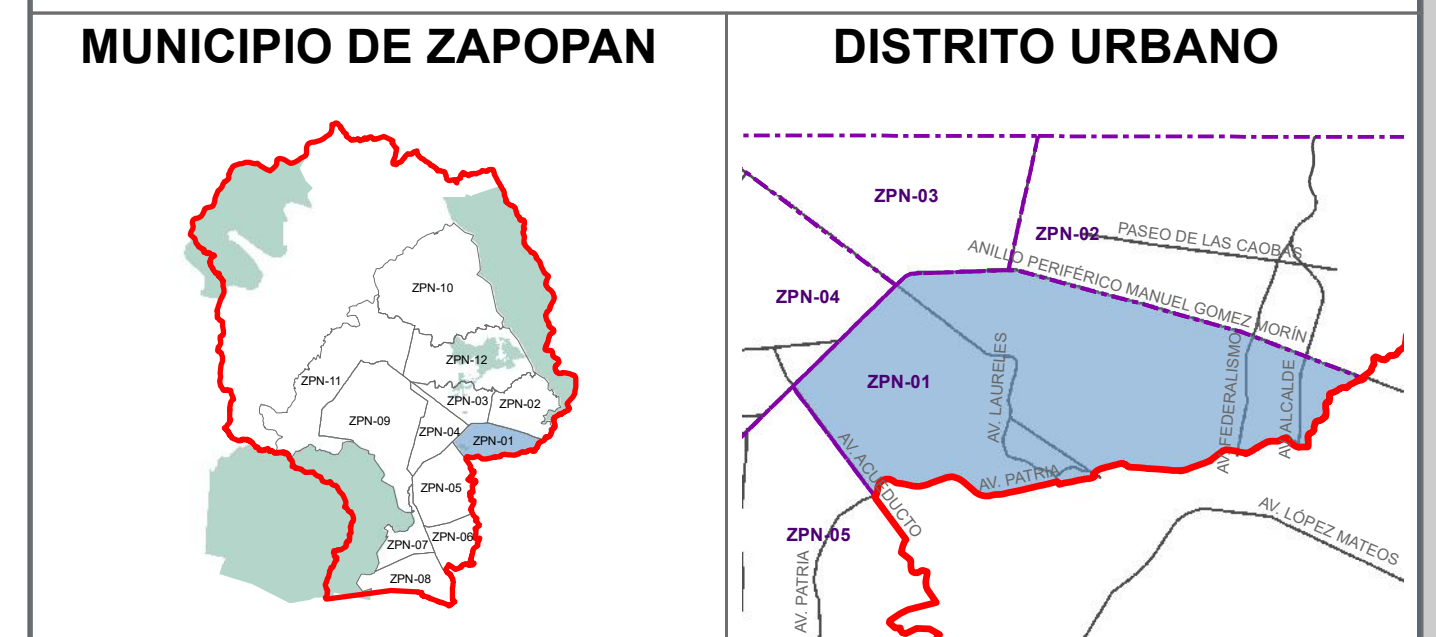 MUNICIPIO DE ZAPOPAN
ZPN-10
ZPN-12
ZPN-11
ZPN-03
ZPN-02
ZPN-09
ZPN-04
ZPN-01
ZPN-05
ZPN-06
ZPN-07
ZPN-08
DISTRITO URBANO
ZPN-03
ZPN-02
PASEO DE LAS CAOBAS
ANILLO PERIFÉRICO MANUEL GOMEZ MORÍN
ZPN-04
ZPN-01
AV. LAURELES
AV. FEDERALISMO
AV. ALCALDE
AV. ACUEDUCTO
AV. PATRIA
ZPN-05
AV. LÓPEZ MATEOS
AV. PATRIA